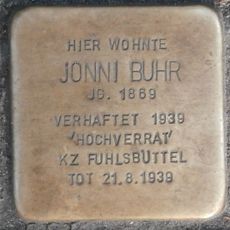 HIER WOHNTE
JONNI BUHR
JG. 1869
VERHAFTET 1939
'HOCHVERRAT'
KZ FUHLSBÜTTEL
TOT 21.8.1939